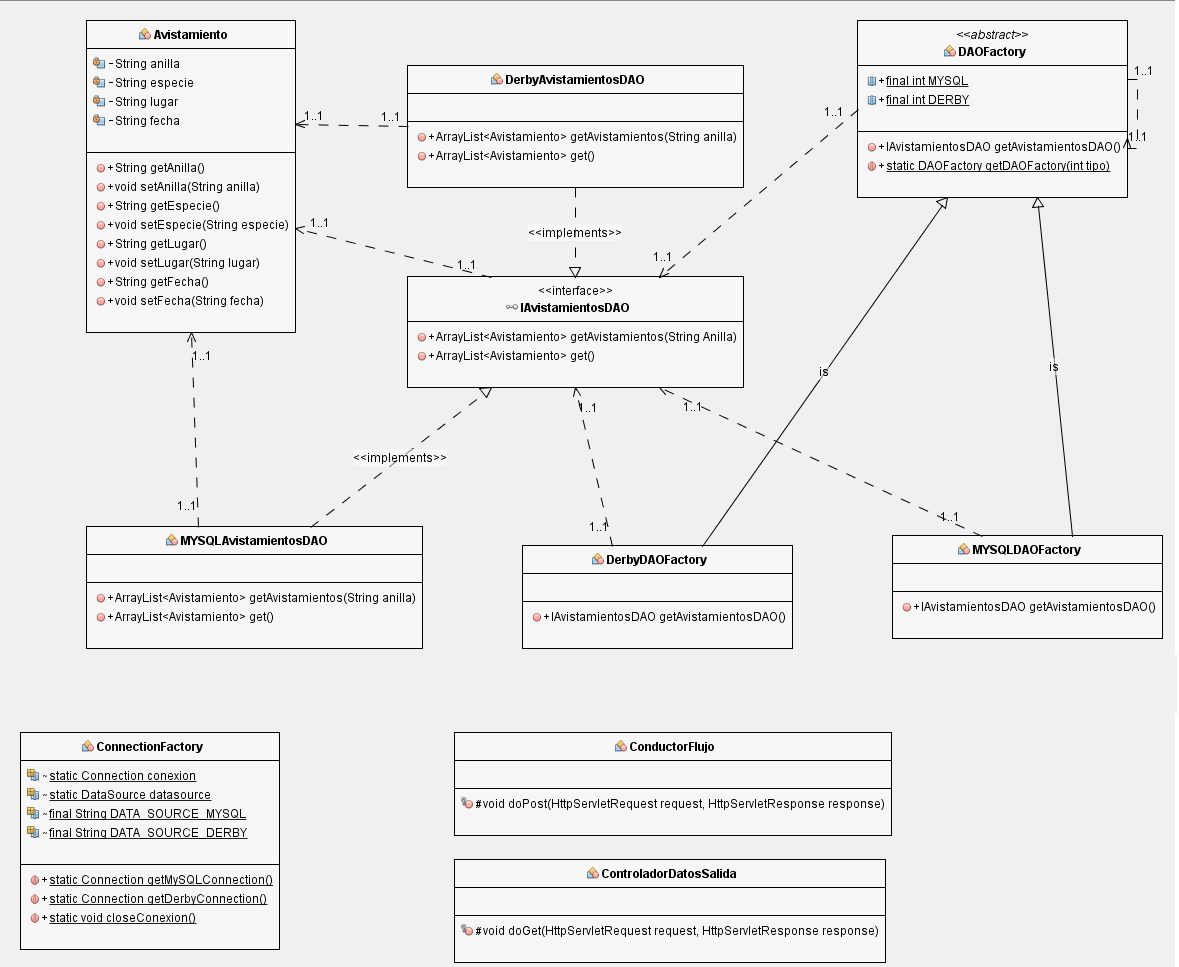 Avistamiento
-String anilla
-String especie
-String lugar
-String fecha
+String getAnilla()
+void setAnilla(String anilla)
+String getEspecie()
+void setEspecie(String especie)
+String getLugar()
+void setLugar(String lugar)
+String getFecha()
+void setFecha(String fecha)
1..1
1..1
DerbyAvistamientosDAO
+ArrayList<Avistamiento> getAvistamientos(String anilla)
+ArrayList<Avistamiento> get()
<<abstract>>
DAOFactory
+final int MYSQL
+final int DERBY
+IAvistamientosDAO getAvistamientosDAO()
+static DAOFactory getDAOFactory(int tipo)
1..1
1..1
1..1
1..1
<<implements>>
1..1
1..1
<<interface>>
IAvistamientosDAO
+ArrayList<Avistamiento> getAvistamientos(String Anilla)
+ArrayList<Avistamiento> get()
1..1
1..1
<<implements>>
1..1
1..1
1..1
1..1
is
is
MYSQLAvistamientosDAO
+ArrayList<Avistamiento> getAvistamientos(String anilla)
+ArrayList<Avistamiento> get()
DerbyDAOFactory
+IAvistamientosDAO getAvistamientosDAO()
MYSQLDAOFactory
+IAvistamientosDAO getAvistamientosDAO()
ConnectionFactory
~static Connection conexion
~static DataSource datasource
~final String DATA_SOURCE_MYSQL
~final String DATA_SOURCE_DERBY
+static Connection getMySQLConnection()
+static Connection getDerbyConnection()
+static void closeConexion()
ConductorFlujo
#void doPost(HttpServletRequest request, HttpServletResponse response)
ControladorDatosSalida
#void doGet(HttpServletRequest request, HttpServletResponse response)